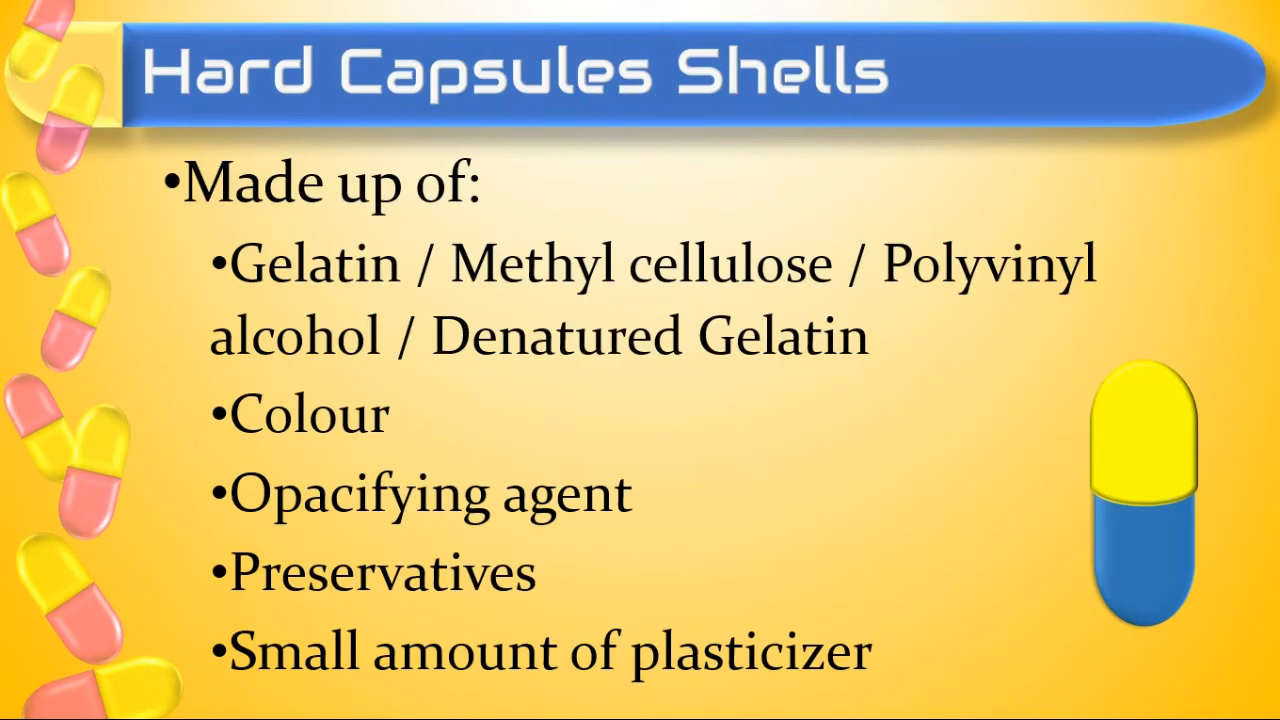 Hard Capsules Shells
•Made up of:
•Gelatin / Methyl cellulose / Polyvinyl
alcohol / Denatured Gelatin
•Colour
•Opacifying agent
•Preservatives
•Small amount of plasticizer